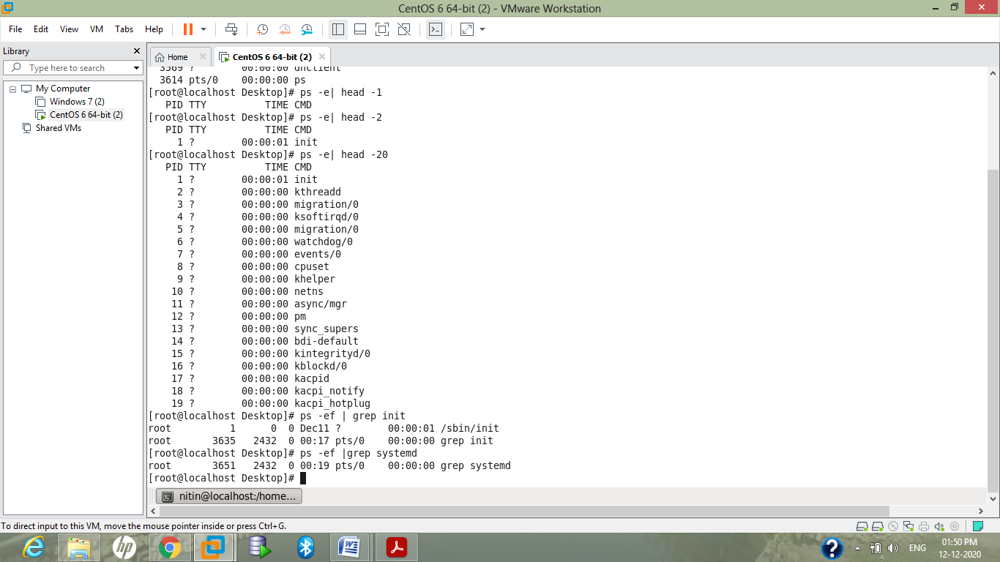 CentOS 6 64-bit (2) - VMware Workstation
File Edit View VM Tabs Help
Library
Type here to search
My Computer
Windows 7 (2)
CentOS 6 64-bit (2)
Shared VMs
Home
CentOS 6 64-bit (2)
3569 ? 00:00:00 dhclient
3614 pts/0 00:00:00 ps
[root@localhost Desktop]# ps -e| head -1
PID TTY TIME CMD
[root@localhost Desktop]# ps -e| head -2
PID TTY TIME CMD
1 ? 00:00:01 init
[root@localhost Desktop]# ps -e| head -20
PID TTY TIME CMD
1 ? 00:00:01 init
2 ? 00:00:00 kthreadd
3 ? 00:00:00 migration/0
4 ? 00:00:00 ksoftirqd/0
5 ? 00:00:00 migration/0
6 ? 00:00:00 watchdog/0
7 ? 00:00:00 events/0
8 ? 00:00:00 cpuset
9 ? 00:00:00 khelper
10 ? 00:00:00 netns
11 ? 00:00:00 async/mgr
12 ? 00:00:00 pm
13 ? 00:00:00 sync_supers
14 ? 00:00:00 bdi-default
15 ? 00:00:00 kintegrityd/0
16 ? 00:00:00 kblockd/0
17 ? 00:00:00 kacpid
18 ? 00:00:00 kacpi_notify
19 ? 00:00:00 kacpi_hotplug
[root@localhost Desktop]# ps -ef | grep init
root 1 0 0 Dec11 ? 00:00:01 /sbin/init
root 3635 2432 0 00:17 pts/0 00:00:00 grep init
[root@localhost Desktop]# ps -ef |grep systemd
root 3651 2432 0 00:19 pts/0 00:00:00 grep systemd
[root@localhost Desktop]#
nitin@localhost:/home...
To direct input to this VM, move the mouse pointer inside or press Ctrl+G.
ENG
01:50 PM
12-12-2020